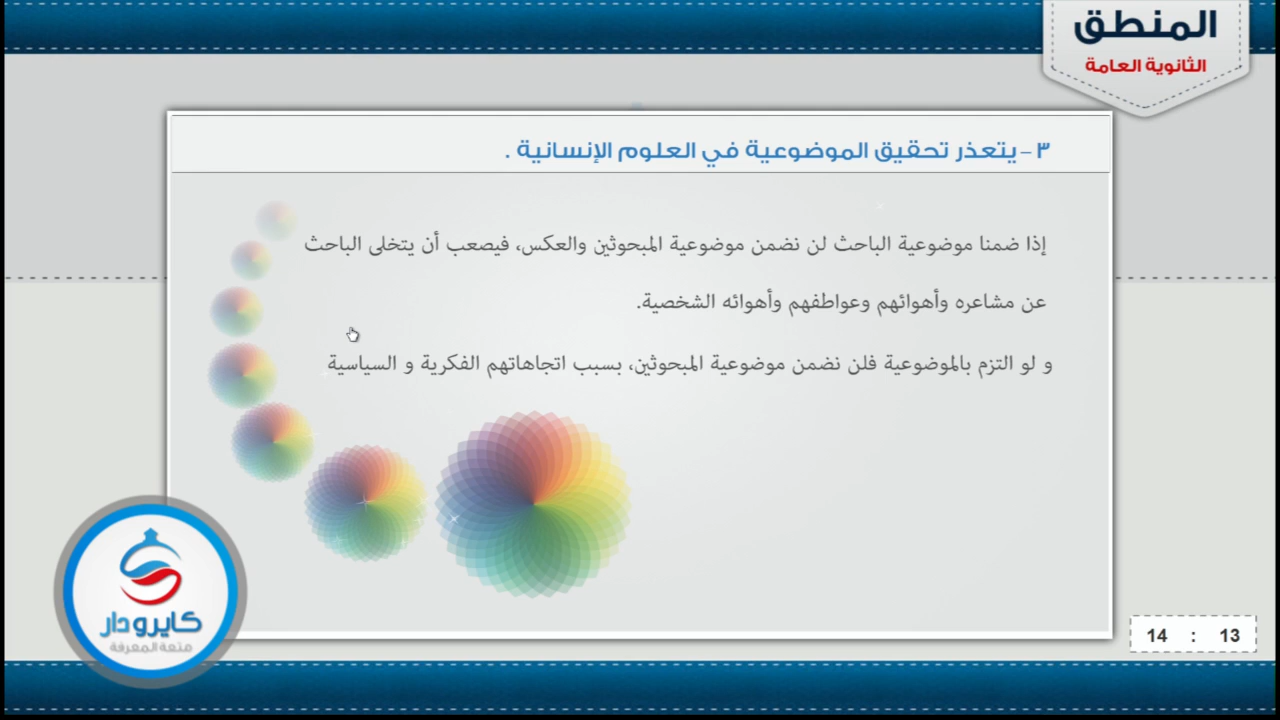 المنطق
الثانوية العامة
٣ - يتعذر تحقيق الموضوعية في العلوم الإنسانية .
إذا ضمنا موضوعية الباحث لن نضمن موضوعية المبحوثين والعكس، فيصعب أن يتخلى الباحث
عن مشاعره وأهوائهم وعواطفهم وأهوائه الشخصية.
و لو التزم بالموضوعية فلن نضمن موضوعية المبحوثين، بسبب اتجاهاتهم الفكرية و السياسية
كايرودار
متعة المعرفة
14 : 13